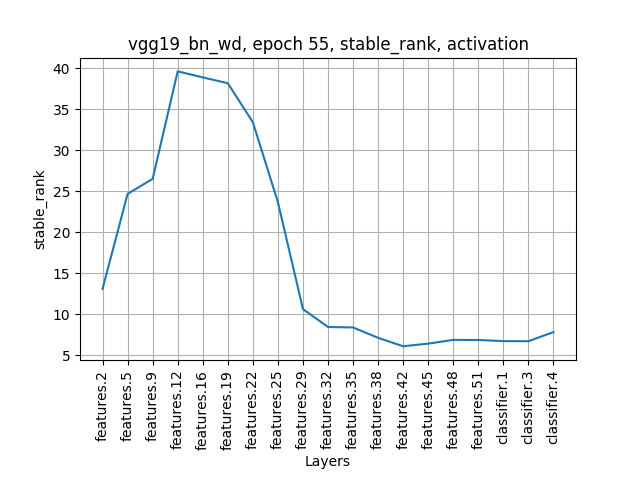 vgg19_bn_wd, epoch 55, stable_rank, activation
stable_rank
40
35
30
25
20
15
10
5
features.2
features.5
features.9
features.12
features.16
features.19
features.22
features.25
features.29
features.32
features.35
features.38
features.42
features.45
features.48
features.51
classifier.1
classifier.3
classifier.4
Layers